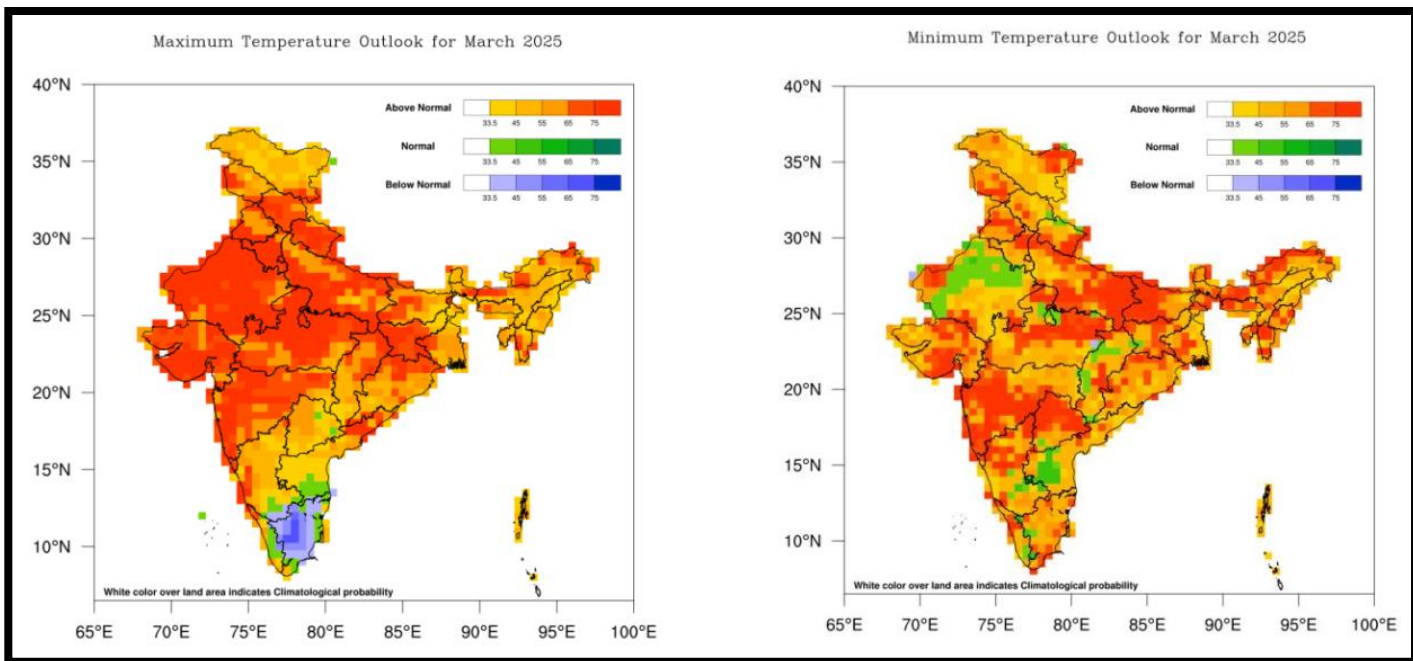 Maximum Temperature Outlook for March 2025
40°N
35°N
30°N
25°N
20°N
15°N
10°N
Above Normal
33.5 45 55 65 75
Normal
33.5 45 55 65 75
Below Normal
33.5 45 55 65 75
White color over land area indicates Climatological probability
65°E 70°E 75°E 80°E 85°E 90°E 95°E 100°E
Minimum Temperature Outlook for March 2025
40°N
35°N
30°N
25°N
20°N
15°N
10°N
Above Normal
33.5 45 55 65 75
Normal
33.5 45 55 65 75
Below Normal
33.5 45 55 65 75
White color over land area indicates Climatological probability
65°E 70°E 75°E 80°E 85°E 90°E 95°E 100°E